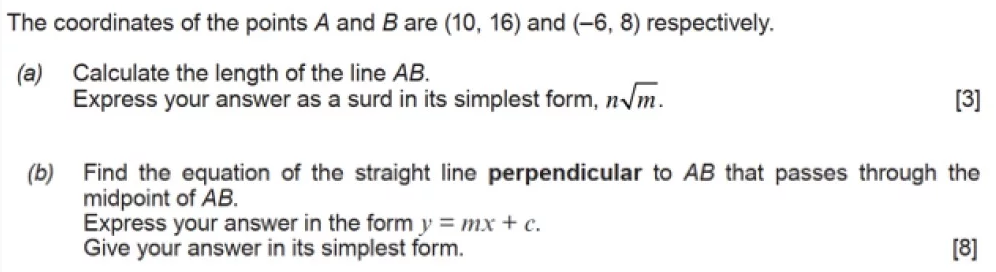 The coordinates of the points A and B are (10, 16) and (–6, 8) respectively.
(a) Calculate the length of the line AB.
Express your answer as a surd in its simplest form, n√m. [3]
(b) Find the equation of the straight line perpendicular to AB that passes through the
midpoint of AB.
Express your answer in the form y = mx + c.
Give your answer in its simplest form. [8]